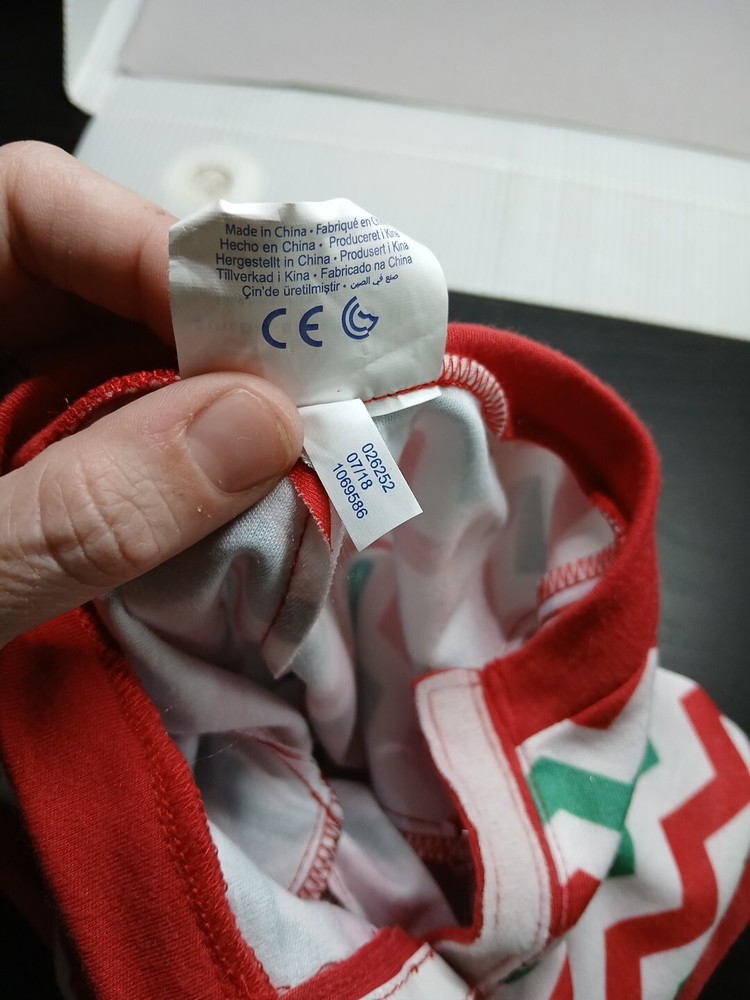 Made in China • Fabriqué en
Hecho en China • Produceret i Kina
Hergestellt in China • Produsert i Kina
Tillverkad i Kina • Fabricado na China
Çin'de üretilmiştir • صنع في الصين
CE
026252
07/18
1069586